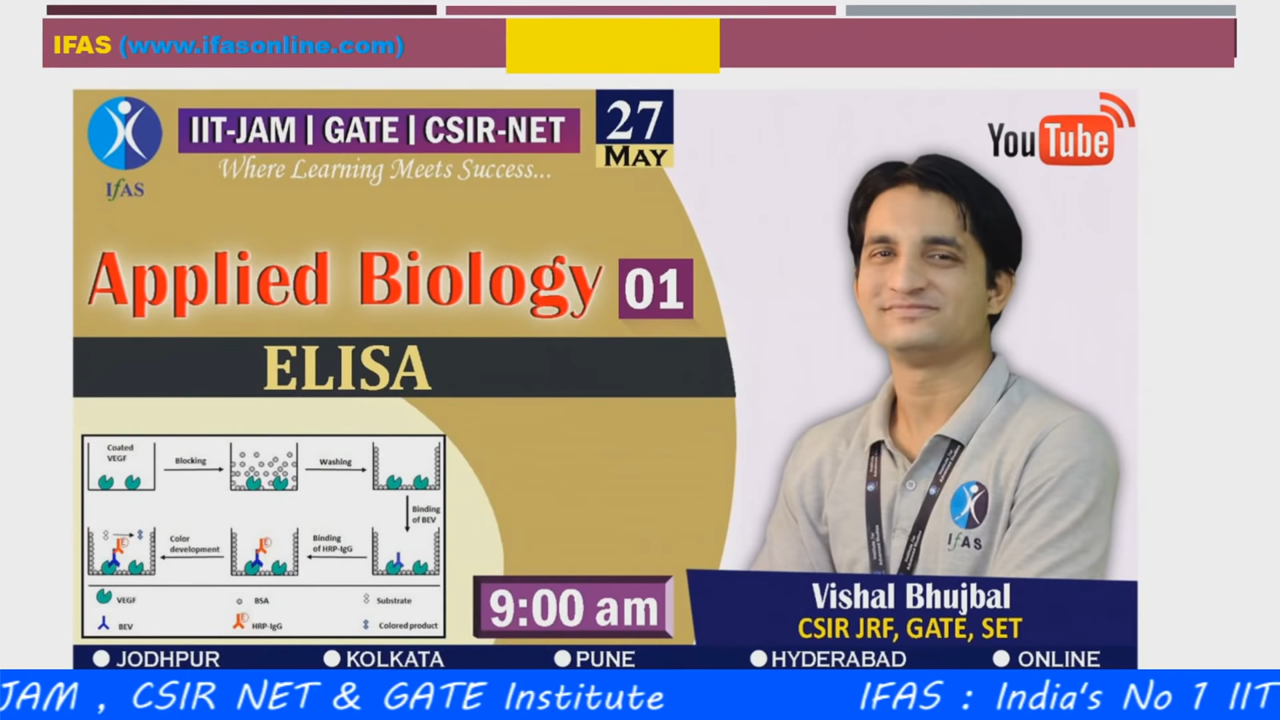 IFAS (www.ifasonline.com)
IIT-JAM | GATE | CSIR-NET
27
MAY
Where Learning Meets Success...
IfAS
YouTube
Applied Biology 01
ELISA
Coated
VEGF
Blocking
Washing
Binding
of BEV
Color
development
Binding
of HRP-IgG
VEGF
BSA
Substrate
BEV
HRP-IgG
Colored product
9:00 am
IfAS
Vishal Bhujbal
CSIR JRF, GATE, SET
JODHPUR
KOLKATA
PUNE
HYDERABAD
ONLINE
JAM , CSIR NET & GATE Institute IFAS : India's No 1 IIT